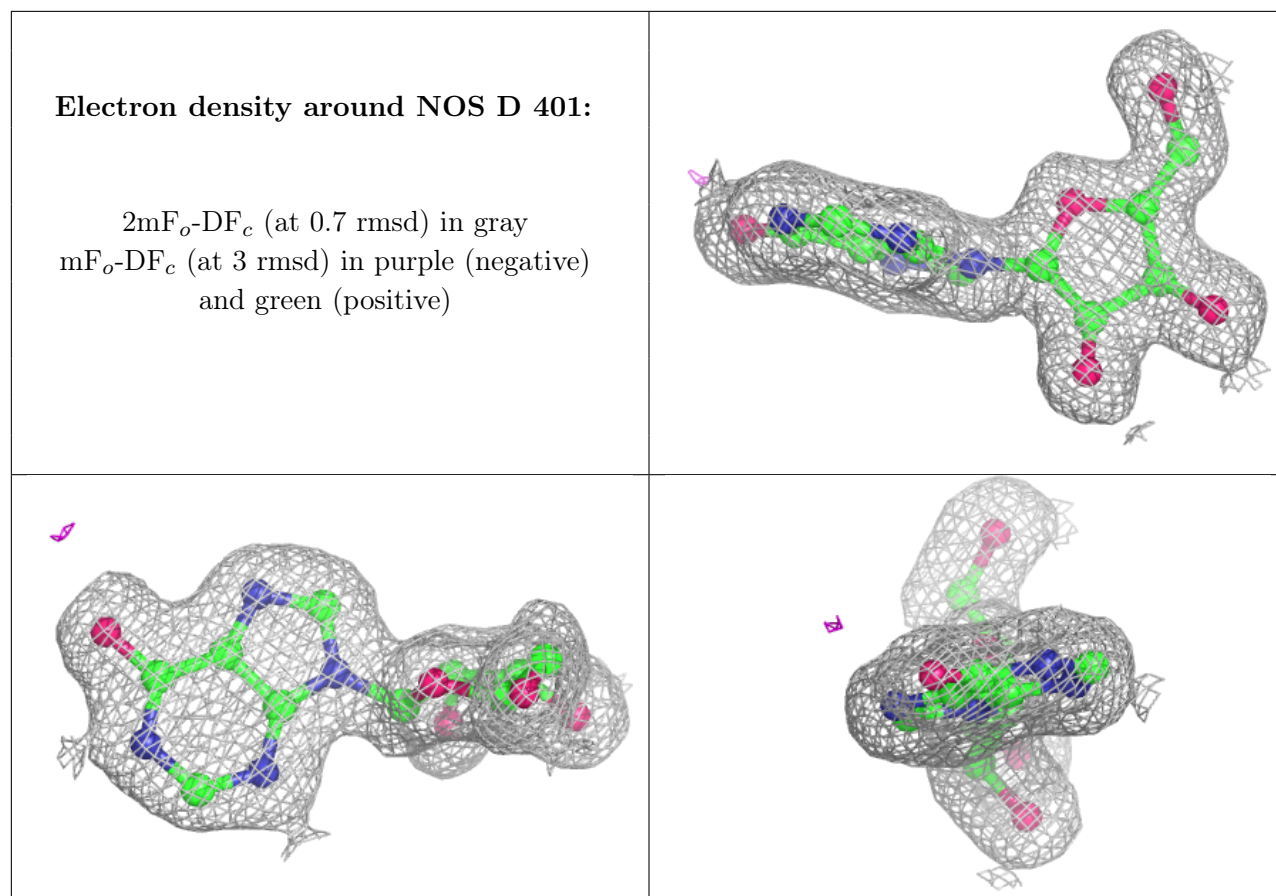 Electron density around NOS D 401:
2mFo-DFc (at 0.7 rmsd) in gray
mFo-DFc (at 3 rmsd) in purple (negative)
and green (positive)